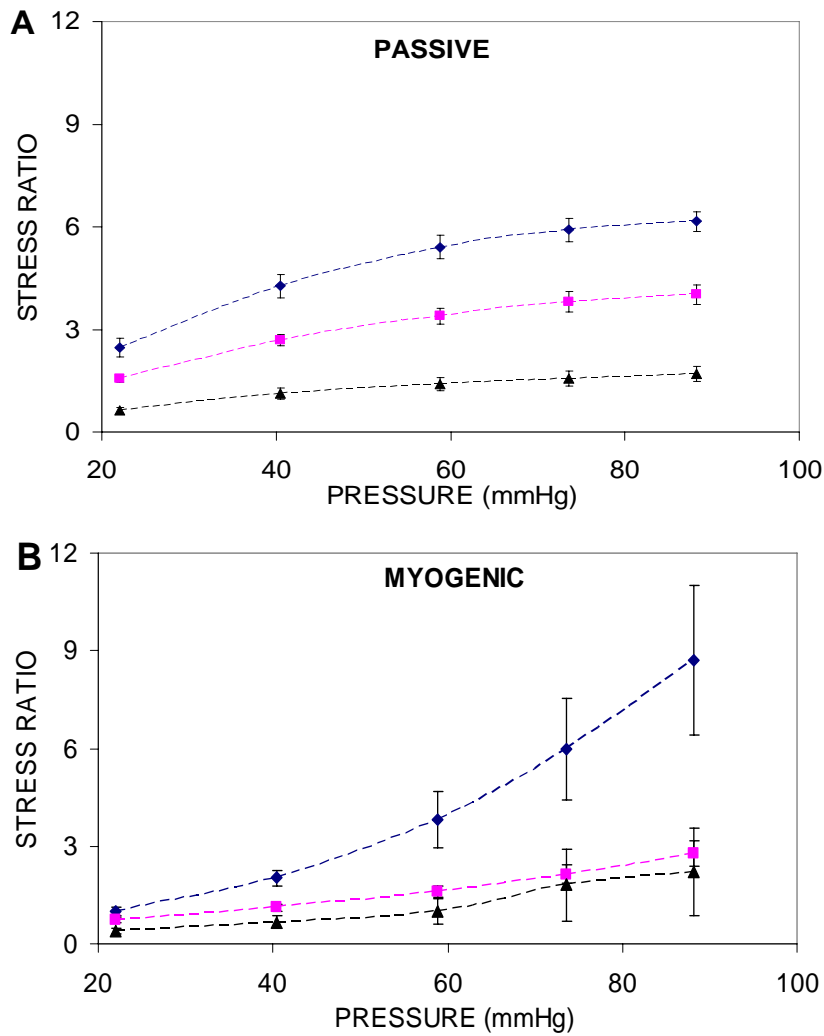 A
PASSIVE
12
9
6
3
0
STRESS RATIO
20 40 60 80 100
PRESSURE (mmHg)
B
MYOGENIC
12
9
6
3
0
STRESS RATIO
20 40 60 80 100
PRESSURE (mmHg)